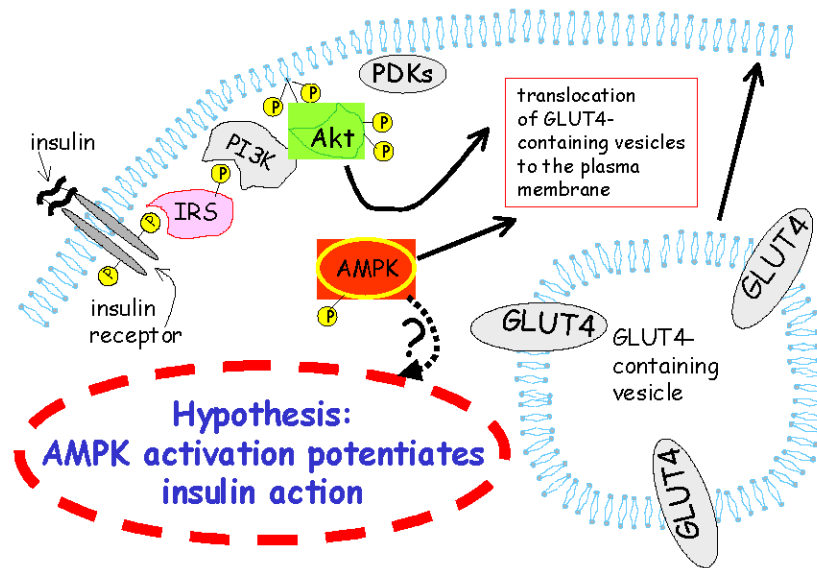 PDKs
P
P
Akt
P
P
translocation
of GLUT4-
containing vesicles
to the plasma
membrane
insulin
PI3K
P
IRS
P
P
insulin
receptor
AMPK
P
?
GLUT4
GLUT4
GLUT4-
containing
vesicle
GLUT4
Hypothesis:
AMPK activation potentiates
insulin action